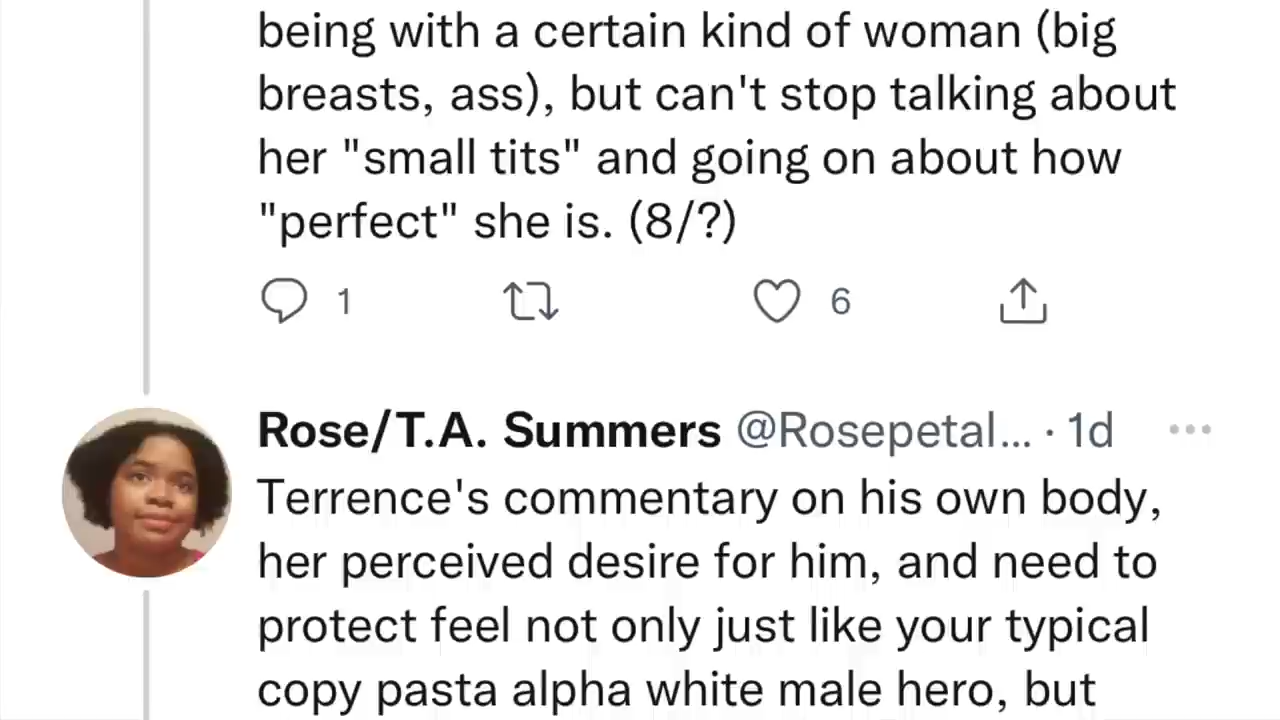 being with a certain kind of woman (big
breasts, ass), but can't stop talking about
her "small tits" and going on about how
"perfect" she is. (8/?)
1 6
Rose/T.A. Summers @Rosepetal... · 1d ...
Terrence's commentary on his own body,
her perceived desire for him, and need to
protect feel not only just like your typical
copy pasta alpha white male hero, but